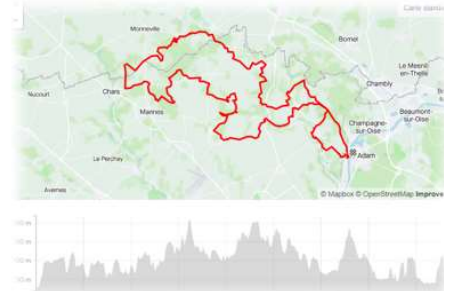 Carte standard
Monneville
Bornel
Le Mesnil
en-Thelle
Chambly
Nucourt
Chars
Marines
Beaumont
sur-Oise
Champagne
sur-Oise
Le Perchay
Adam
Avernes
© Mapbox © OpenStreetMap Improve